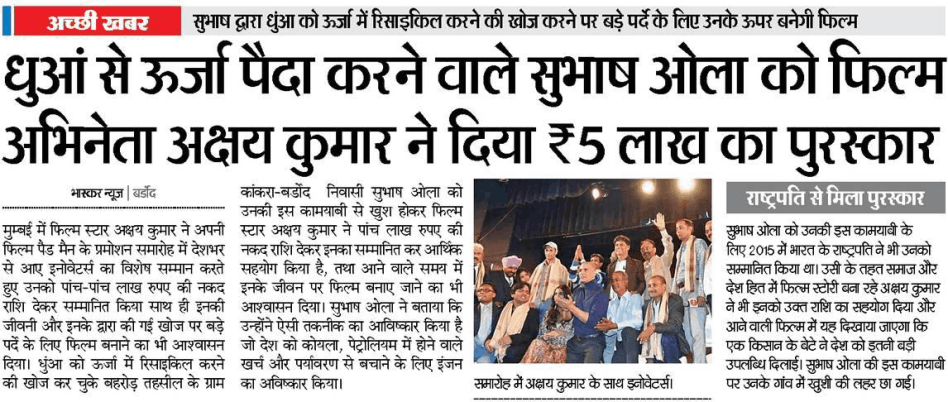 अच्छी खबर
सुभाष द्वारा धुंआ को ऊर्जा में रिसाइकिल करने की खोज करने पर बड़े पर्दे के लिए उनके ऊपर बनेगी फिल्म
धुआं से ऊर्जा पैदा करने वाले सुभाष ओला को फिल्म
अभिनेता अक्षय कुमार ने दिया ₹5 लाख का पुरस्कार
भास्कर न्यूज | बर्डोद
मुम्बई में फिल्म स्टार अक्षय कुमार ने अपनी
फिल्म पैड मैन के प्रमोशन समारोह में देशभर
से आए इनोवेटर्स का विशेष सम्मान करते
हुए उनको पांच-पांच लाख रुपए की नकद
राशि देकर सम्मानित किया साथ ही इनकी
जीवनी और इनके द्वारा की गई खोज पर बड़े
पर्दे के लिए फिल्म बनाने का भी आश्वासन
दिया। धुंआ को ऊर्जा में रिसाइकल करने
की खोज कर चुके बहरोड़ तहसील के ग्राम
कांकरा-बर्डोद निवासी सुभाष ओला को
उनकी इस कामयाबी से खुश होकर फिल्म
स्टार अक्षय कुमार ने पांच लाख रुपए की
नकद राशि देकर इनका सम्मानित कर आर्थिक
सहयोग किया है, तथा आने वाले समय में
इनके जीवन पर फिल्म बनाए जाने का भी
आश्वासन दिया। सुभाष ओला ने बताया कि
उन्होंने ऐसी तकनीक का आविष्कार किया है
जो देश को कोयला, पेट्रोलियम में होने वाले
खर्च और पर्यावरण से बचाने के लिए इंजन
का अविष्कार किया।
समारोह में अक्षय कुमार के साथ इनोवेटर्स।
राष्ट्रपति से मिला पुरस्कार
सुभाष ओला को उनकी इस कामयाबी के
लिए 2015 में भारत के राष्ट्रपति ने भी उनको
सम्मानित किया था। उसी के तहत समाज और
देश हित में फिल्म स्टोरी बना रहे अक्षय कुमार
ने भी इनको उक्त राशि का सहयोग दिया और
आने वाली फिल्म में यह दिखाया जाएगा कि
एक किसान के बेटे ने देश को इतनी बड़ी
उपलब्धि दिलाई। सुभाष ओला की इस कामयाबी
पर उनके गांव में खुशी की लहर छा गई।